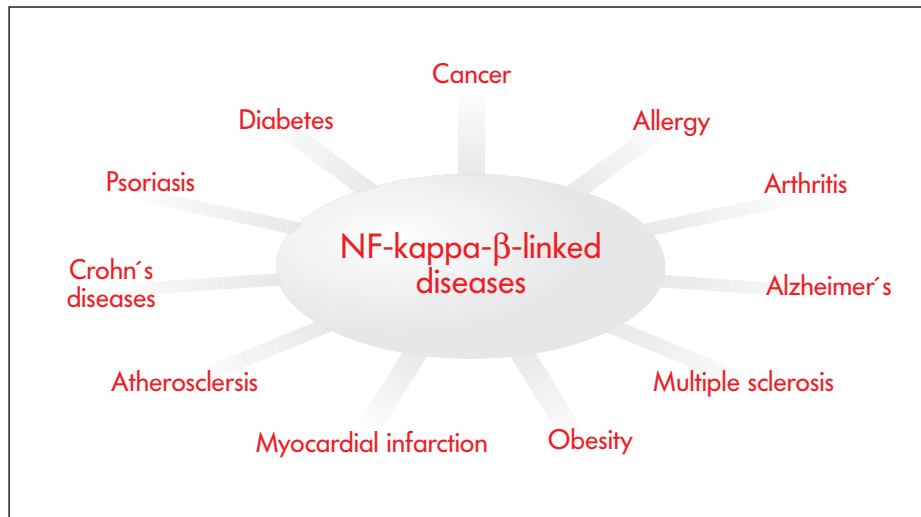 Cancer
Diabetes
Allergy
Psoriasis
Arthritis
NF-kappa-β-linked
diseases
Crohn´s
diseases
Alzheimer´s
Atherosclersis
Multiple sclerosis
Myocardial infarction
Obesity